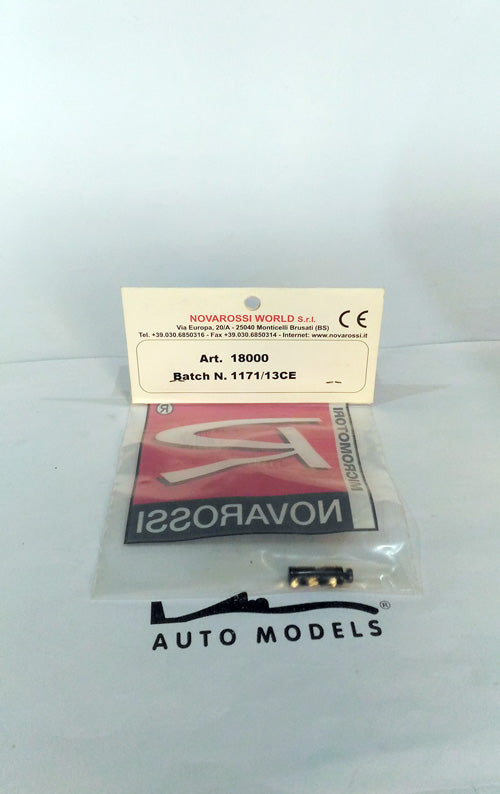 NOVAROSSI WORLD S.r.l.
Via Europa, 20/A - 25040 Monticelli Brusati (BS)
Tel. +39.030.6850316 - Fax +39.030.6850314 - Internet: www.novarossi.it
CE
Art. 18000
Batch N. 1171/13CE
®
MICROMOTORI
NOVAROSSI
®
AUTO MODELS